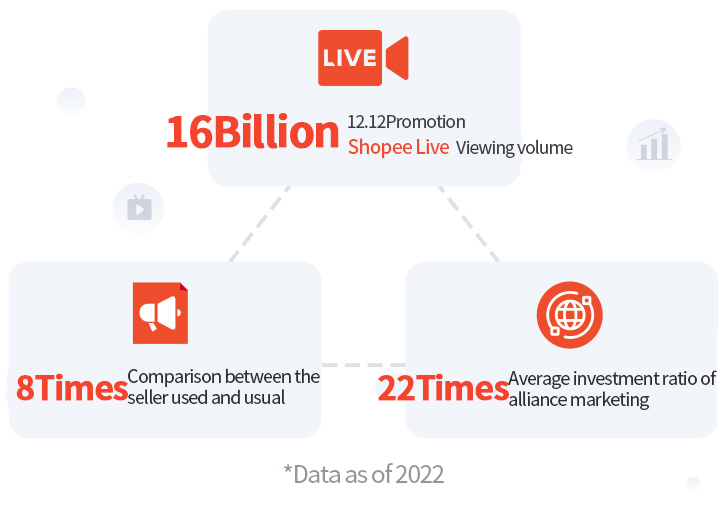 LIVE
16Billion
12.12Promotion
Shopee Live Viewing volume
8Times
Comparison between the
seller used and usual
22Times
Average investment ratio of
alliance marketing
*Data as of 2022